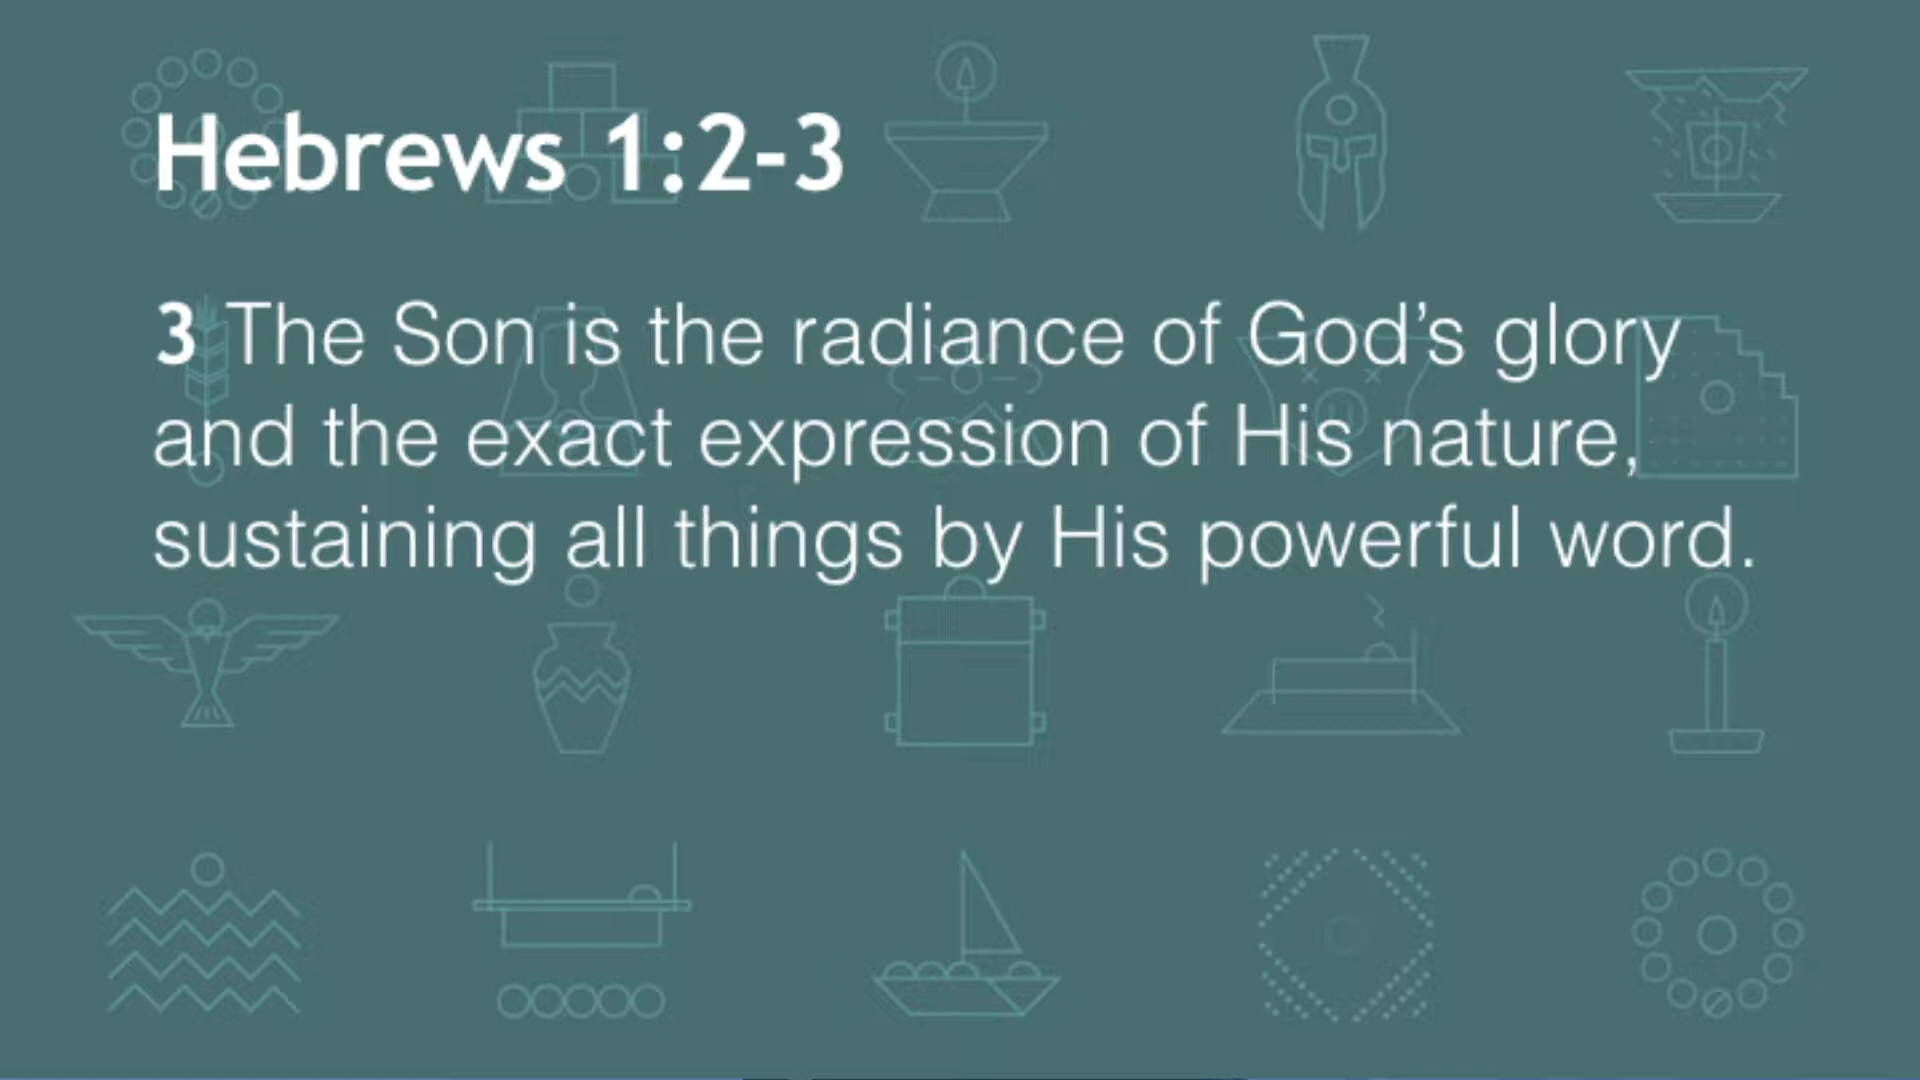 Hebrews 1:2-3
3 The Son is the radiance of God’s glory
and the exact expression of His nature,
sustaining all things by His powerful word.